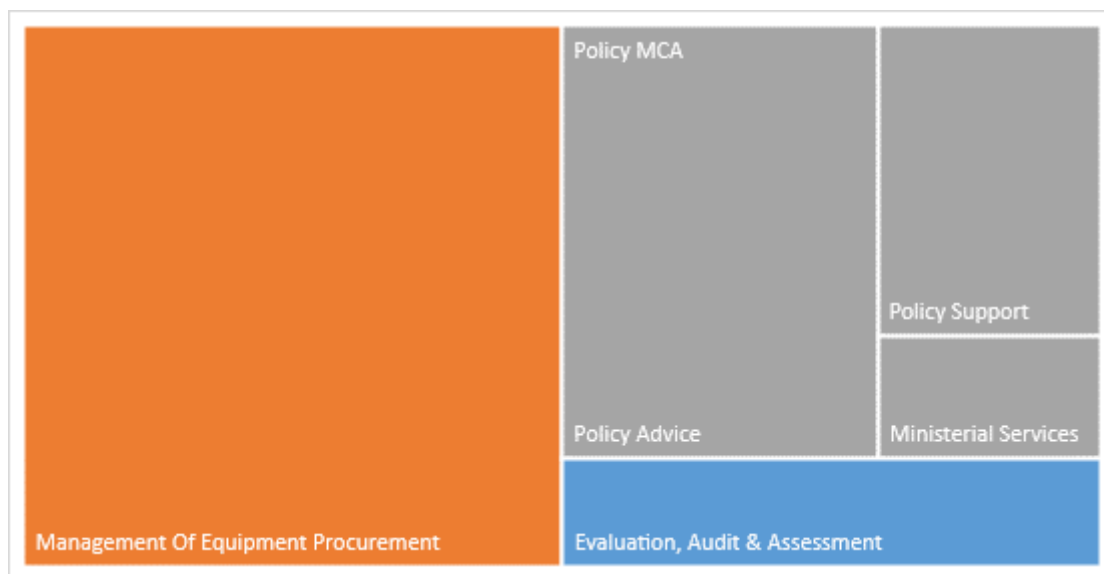 Policy MCA
Policy Support
Policy Advice
Ministerial Services
Management Of Equipment Procurement
Evaluation, Audit & Assessment